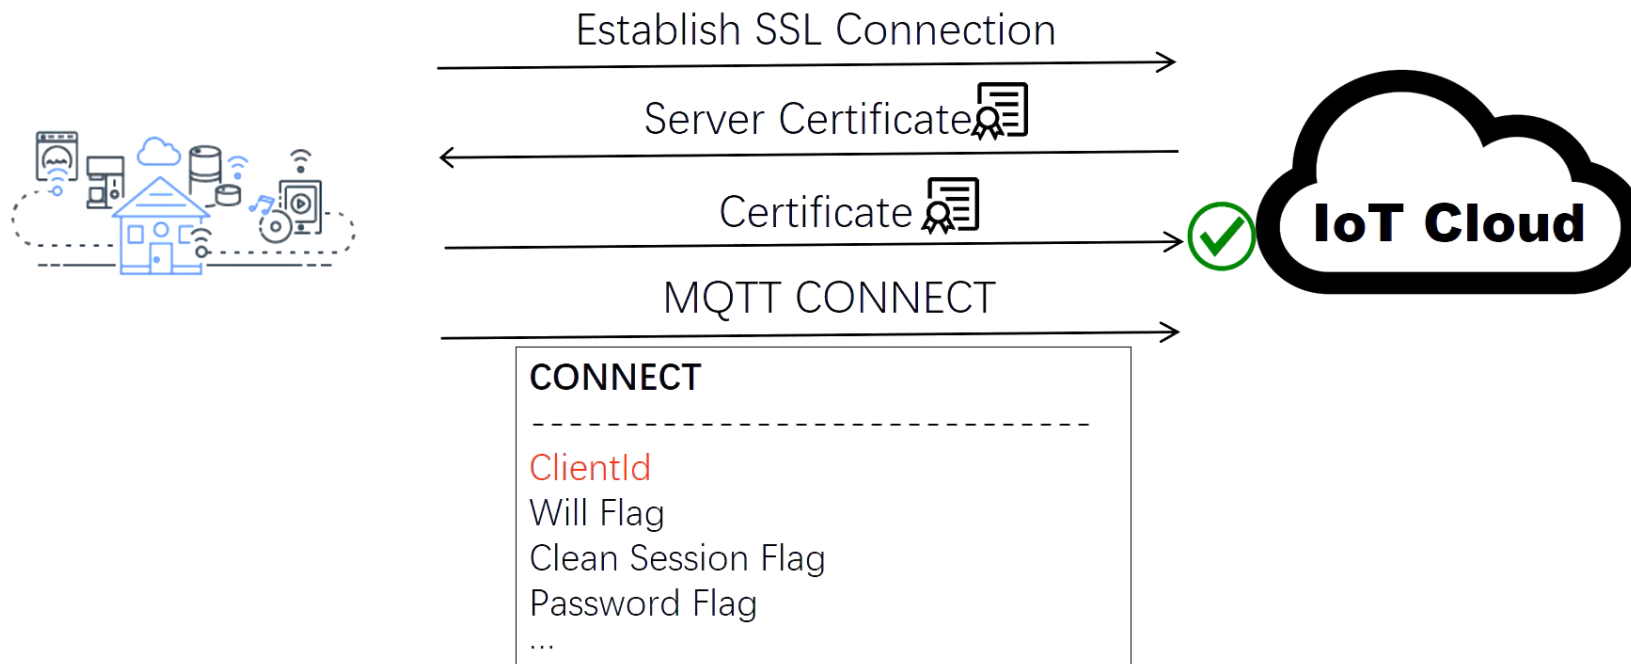 Establish SSL Connection
Server Certificate
Certificate
IoT Cloud
MQTT CONNECT
CONNECT
------------------------------
ClientId
Will Flag
Clean Session Flag
Password Flag
...